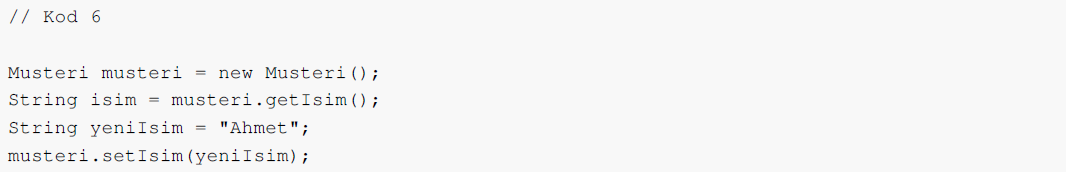 // Kod 6
Musteri musteri = new Musteri();
String isim = musteri.getIsim();
String yeniIsim = "Ahmet";
musteri.setIsim(yeniIsim);